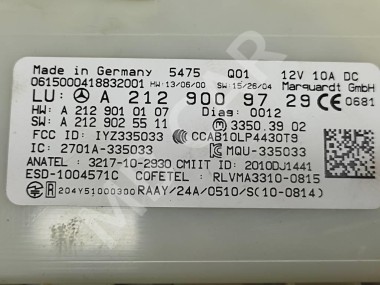 Made in Germany 5475 Q01 12V 10A DC
0615000418832001 HW:13/06/00 SW:15/26/04 Marquardt GmbH
LU: A 212 900 97 29 CE 0681
HW: A 212 901 01 07 Diag: 0012
SW: A 212 902 55 11 3350.3902
FCC ID: IYZ335033 CCAB10LP4430T9
IC: 2701A-335033 MQU-335033
ANATEL: 3217-10-2930 CMIIT ID: 2010DJ1441
ESD-1004571C COFETEL: RLVMA3310-0815
R 204Y51000300 RAAY/24A/0510/S(10-0814)